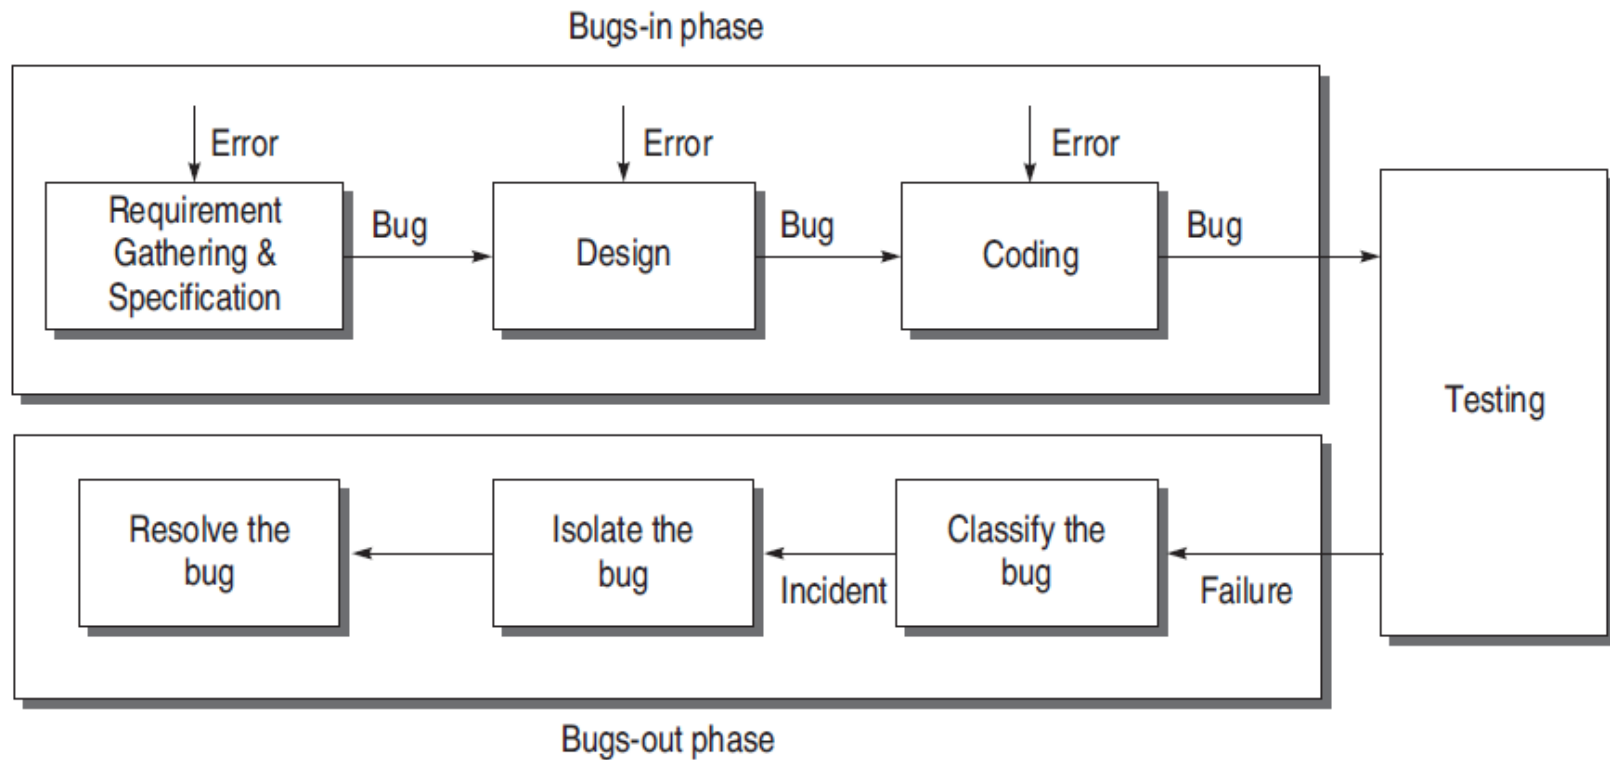 Bugs-in phase
Error
Error
Error
Requirement
Gathering &
Specification
Bug
Design
Bug
Coding
Bug
Testing
Resolve the
bug
Isolate the
bug
Incident
Classify the
bug
Failure
Bugs-out phase